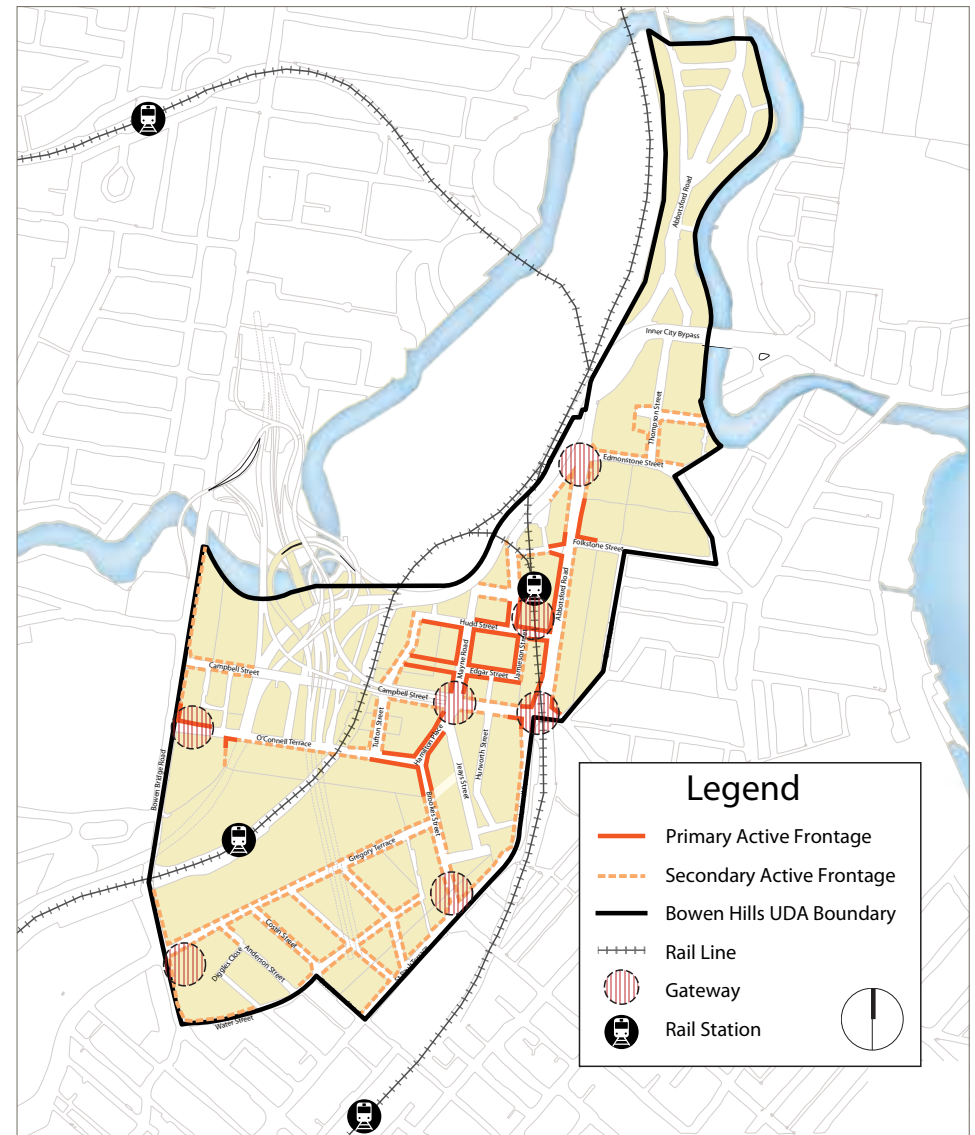 Abbotsford Road
Inner City Bypass
Thompson Street
Edmonstone Street
Folkstone Street
Abbotsford Road
Hudd Street
Mayne Road
Jamieson Street
Edgar Street
Campbell Street
Campbell Street
Tufton Street
Hamilton Place
O'Connell Terrace
Hurworth Street
Jeays Street
Bowen Bridge Road
Brookes Street
Gregory Terrace
Costin Street
Anderson Street
Diggles Close
Water Street
Legend
Primary Active Frontage
Secondary Active Frontage
Bowen Hills UDA Boundary
Rail Line
Gateway
Rail Station